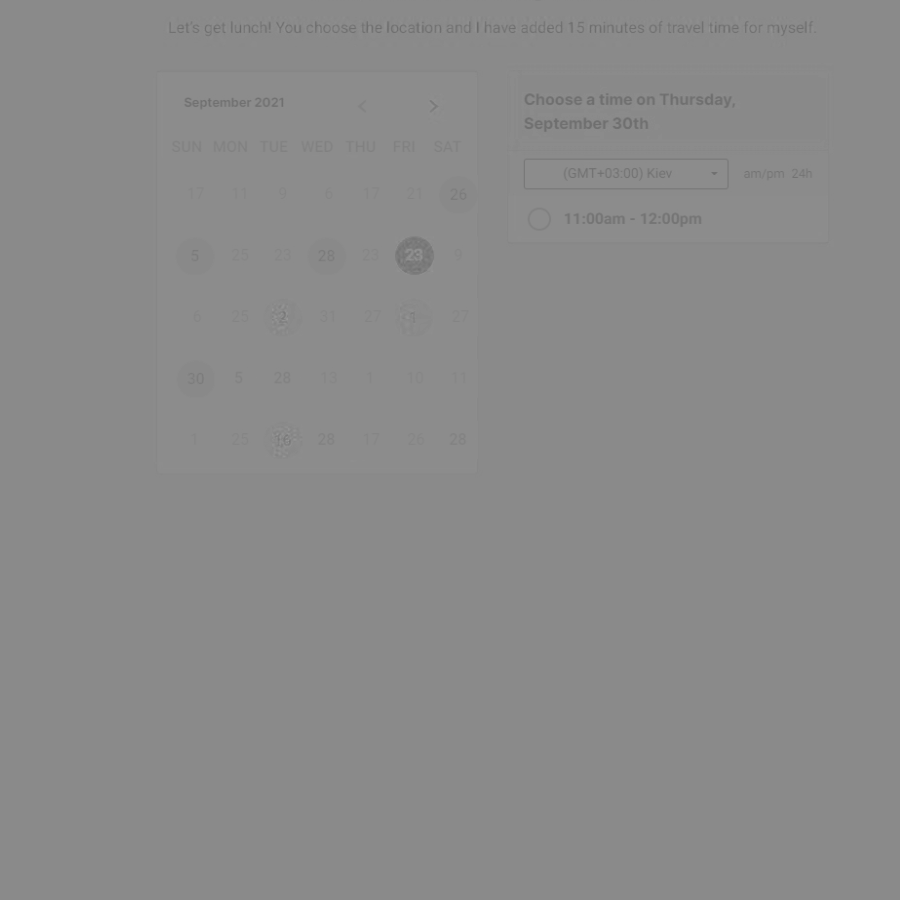 Let's get lunch! You choose the location and I have added 15 minutes of travel time for myself.
September 2021
SUN MON TUE WED THU FRI SAT
17 11 9 6 17 21 26
5 25 23 28 23 23 9
6 25 2 31 27 27
30 5 28 13 1 10 11
1 25 16 28 17 26 28
Choose a time on Thursday,
September 30th
(GMT+03:00) Kiev am/pm 24h
11:00am - 12:00pm